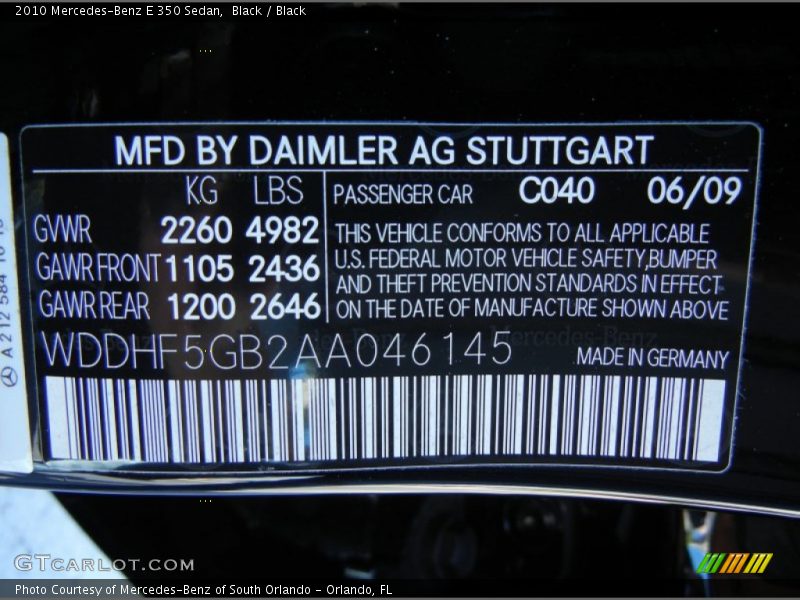 2010 Mercedes-Benz E 350 Sedan, Black / Black
MFD BY DAIMLER AG STUTTGART
KG LBS PASSENGER CAR C040 06/09
GVWR 2260 4982
GAWR FRONT 1105 2436
GAWR REAR 1200 2646
THIS VEHICLE CONFORMS TO ALL APPLICABLE
U.S. FEDERAL MOTOR VEHICLE SAFETY,BUMPER
AND THEFT PREVENTION STANDARDS IN EFFECT
ON THE DATE OF MANUFACTURE SHOWN ABOVE
WDDHF5GB2AA046145
MADE IN GERMANY
A 212 584
GTCARLOT.COM
Photo Courtesy of Mercedes-Benz of South Orlando - Orlando, FL